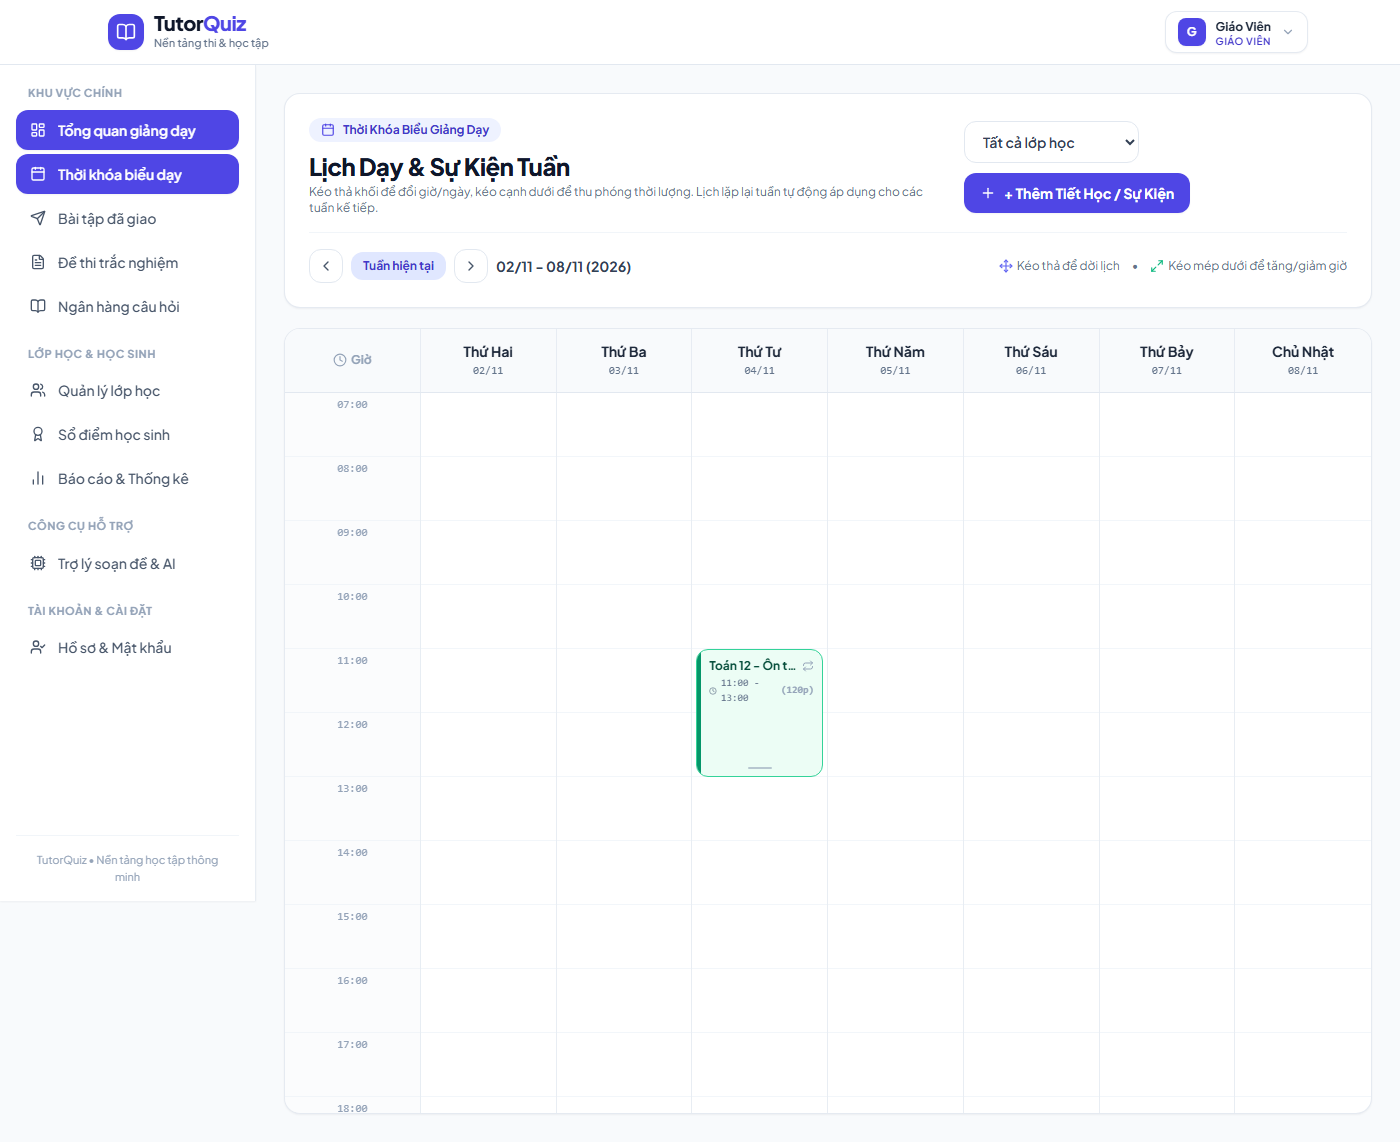 TutorQuiz
Nền tảng thi & học tập
G
Giáo Viên
GIÁO VIÊN
KHU VỰC CHÍNH
Tổng quan giảng dạy
Thời khóa biểu dạy
Bài tập đã giao
Đề thi trắc nghiệm
Ngân hàng câu hỏi
LỚP HỌC & HỌC SINH
Quản lý lớp học
Sổ điểm học sinh
Báo cáo & Thống kê
CÔNG CỤ HỖ TRỢ
Trợ lý soạn đề & AI
TÀI KHOẢN & CÀI ĐẶT
Hồ sơ & Mật khẩu
TutorQuiz • Nền tảng học tập thông
minh
Thời Khóa Biểu Giảng Dạy
Lịch Dạy & Sự Kiện Tuần
Kéo thả khối để đổi giờ/ngày, kéo cạnh dưới để thu phóng thời lượng. Lịch lặp lại tuần tự động áp dụng cho các
tuần kế tiếp.
Tất cả lớp học
+ Thêm Tiết Học / Sự Kiện
Tuần hiện tại
02/11 - 08/11 (2026)
Kéo thả để dời lịch
•
Kéo mép dưới để tăng/giảm giờ
Giờ
Thứ Hai
02/11
Thứ Ba
03/11
Thứ Tư
04/11
Thứ Năm
05/11
Thứ Sáu
06/11
Thứ Bảy
07/11
Chủ Nhật
08/11
07:00
08:00
09:00
10:00
11:00
Toán 12 - Ôn t...
11:00 -
13:00
(120p)
12:00
13:00
14:00
15:00
16:00
17:00
18:00